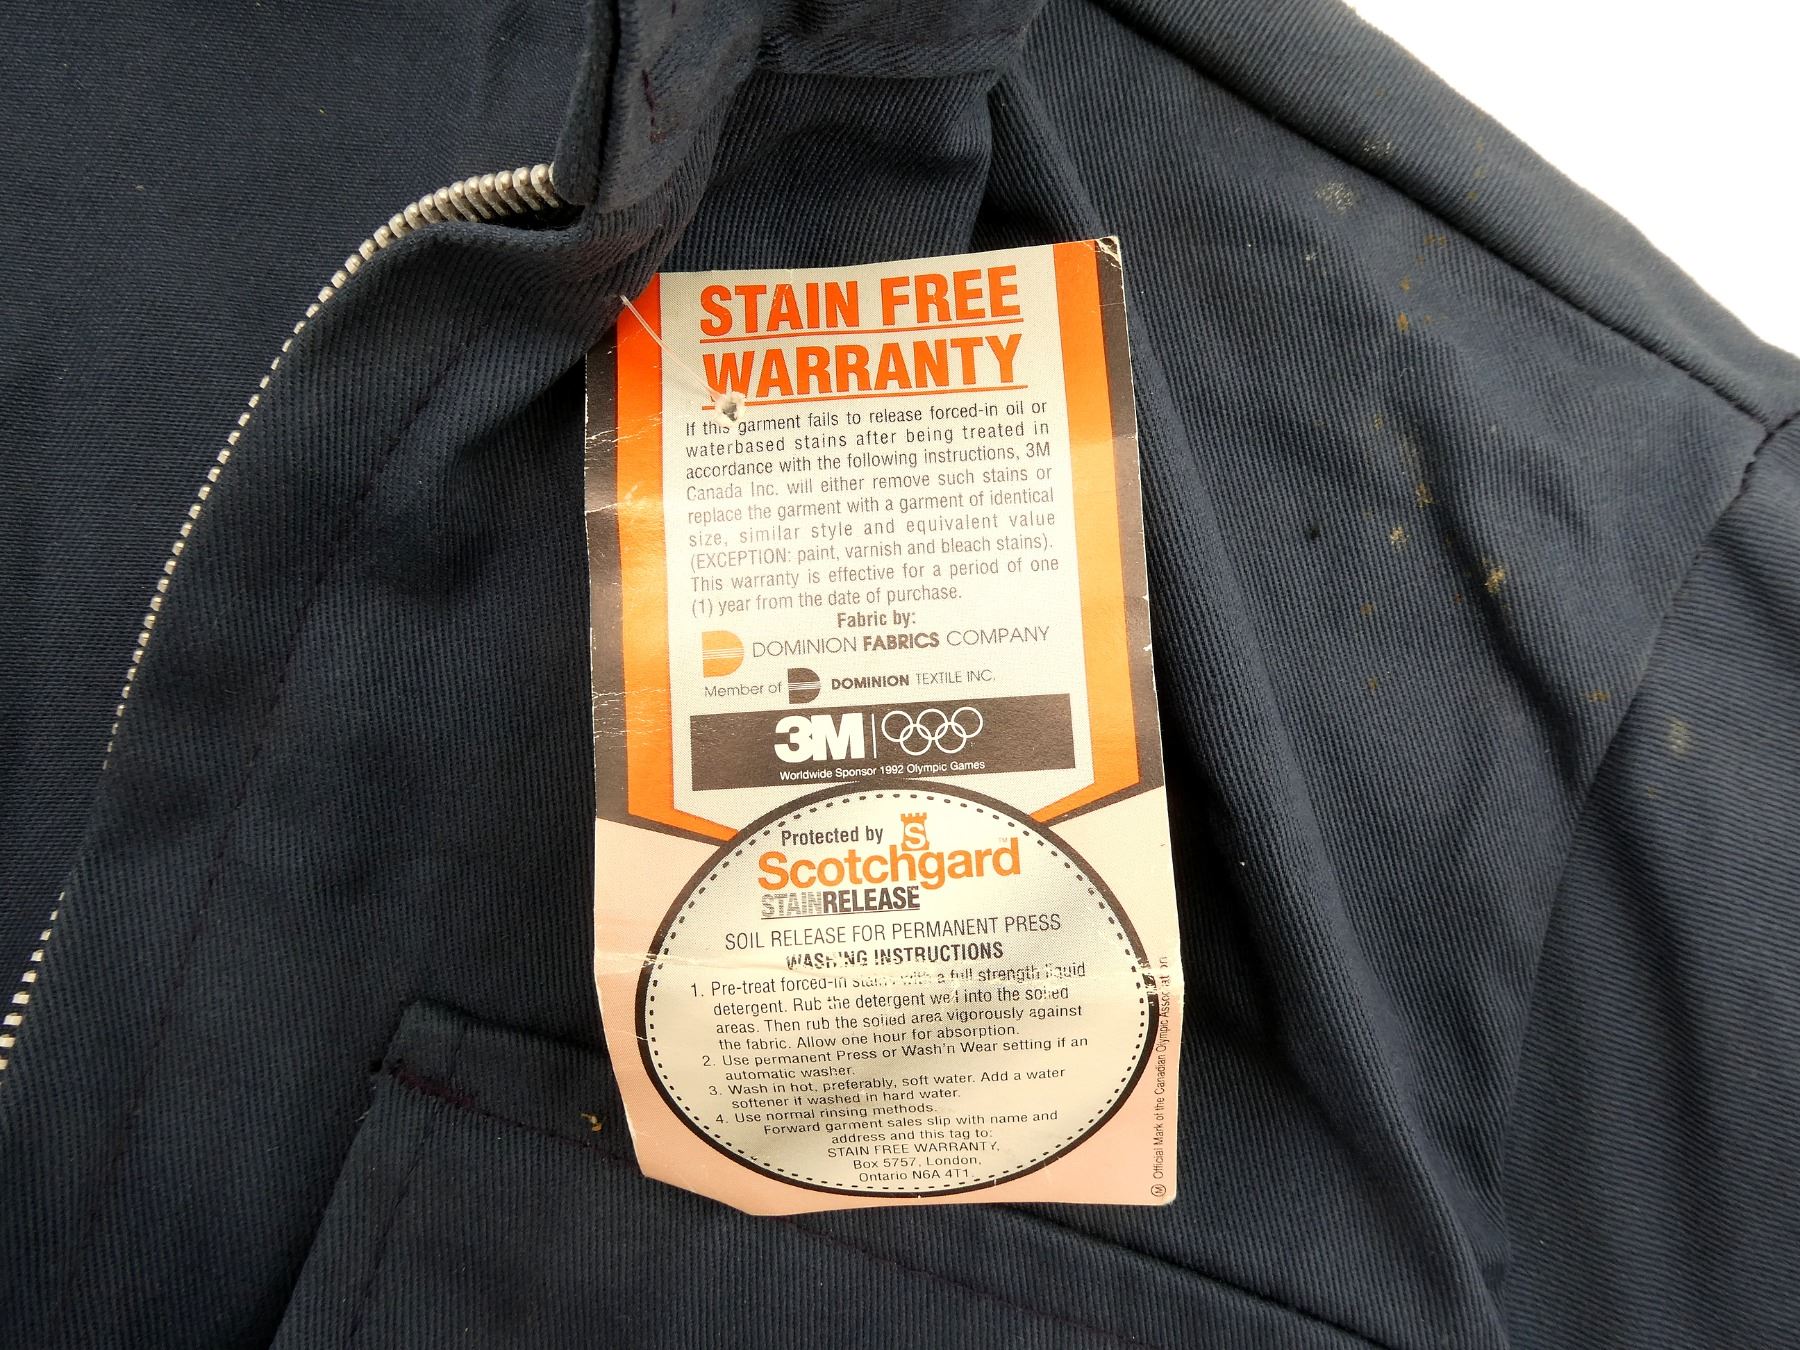 STAIN FREE
WARRANTY
If this garment fails to release forced-in oil or
waterbased stains after being treated in
accordance with the following instructions, 3M
Canada Inc. will either remove such stains or
replace the garment with a garment of identical
size, similar style and equivalent value
(EXCEPTION: paint, varnish and bleach stains).
This warranty is effective for a period of one
(1) year from the date of purchase.
Fabric by:
DOMINION FABRICS COMPANY
Member of DOMINION TEXTILE INC.
3M
Worldwide Sponsor 1992 Olympic Games
Protected by S
Scotchgard™
STAINRELEASE
SOIL RELEASE FOR PERMANENT PRESS
WASHING INSTRUCTIONS
1. Pre-treat forced-in stains with a full strength liquid
detergent. Rub the detergent well into the soiled
areas. Then rub the soiled area vigorously against
the fabric. Allow one hour for absorption.
2. Use permanent Press or Wash'n Wear setting if an
automatic washer.
3. Wash in hot, preferably, soft water. Add a water
softener if washed in hard water.
4. Use normal rinsing methods.
Forward garment sales slip with name and
address and this tag to:
STAIN FREE WARRANTY,
Box 5757, London,
Ontario N6A 4T1.
Ⓜ Official Mark of the Canadian Olympic Association